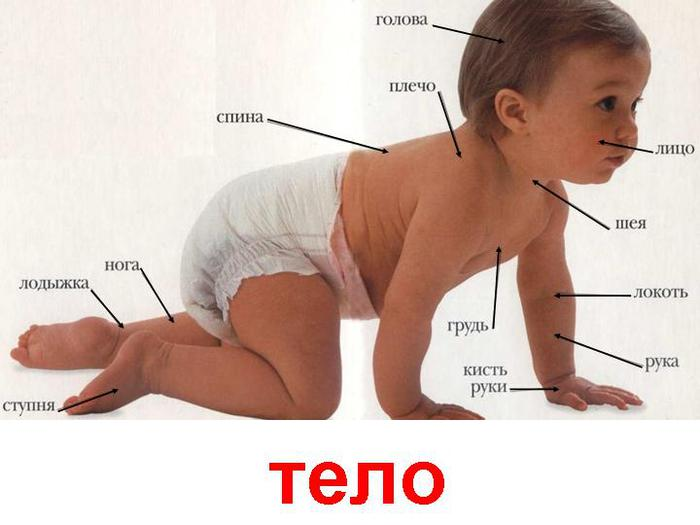 голова
плечо
спина
лицо
шея
нога
лодыжка
локоть
грудь
рука
кисть
руки
ступня
тело